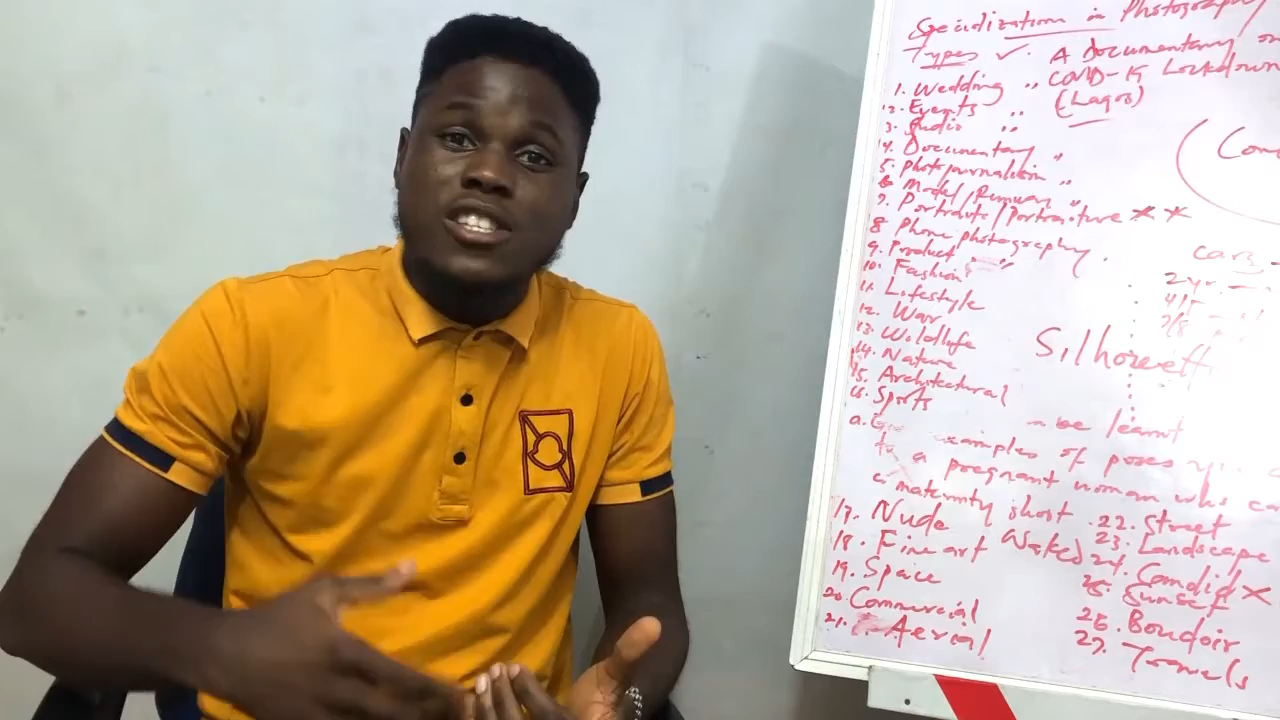 Specialization in Photography
Types ✓. A Documentary on
COVID-19 Lockdown
(Lagos)
1. Wedding "
2. Events "
3. Studio "
4. Documentary "
5. Photojournalism "
6 Model/Runway "
7. Portraits/Portraiture **
8 Phone photography.
9. Product "
10. Fashion
11. Lifestyle
12. War
13. Wildlife
14. Nature
15. Architectural
16. Sports
Silhoueett
be learnt
a.
examples of poses
to a pregnant woman who
maternity shoot
17. Nude
18. Fine art (Naked)
19. Space
20. Commercial
21. Aerial
22. Street
23. Landscape
24. Candid X
25. Sunset
26. Boudoir
27. Travels